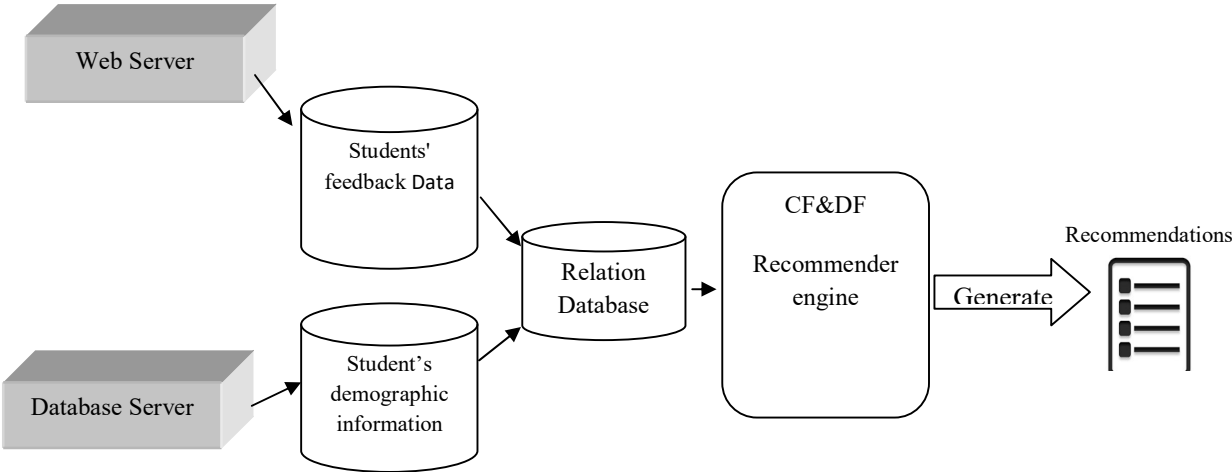 Web Server
Students'
feedback Data
CF&DF
Recommender
engine
Recommendations
Relation
Database
Generate
Student’s
demographic
information
Database Server